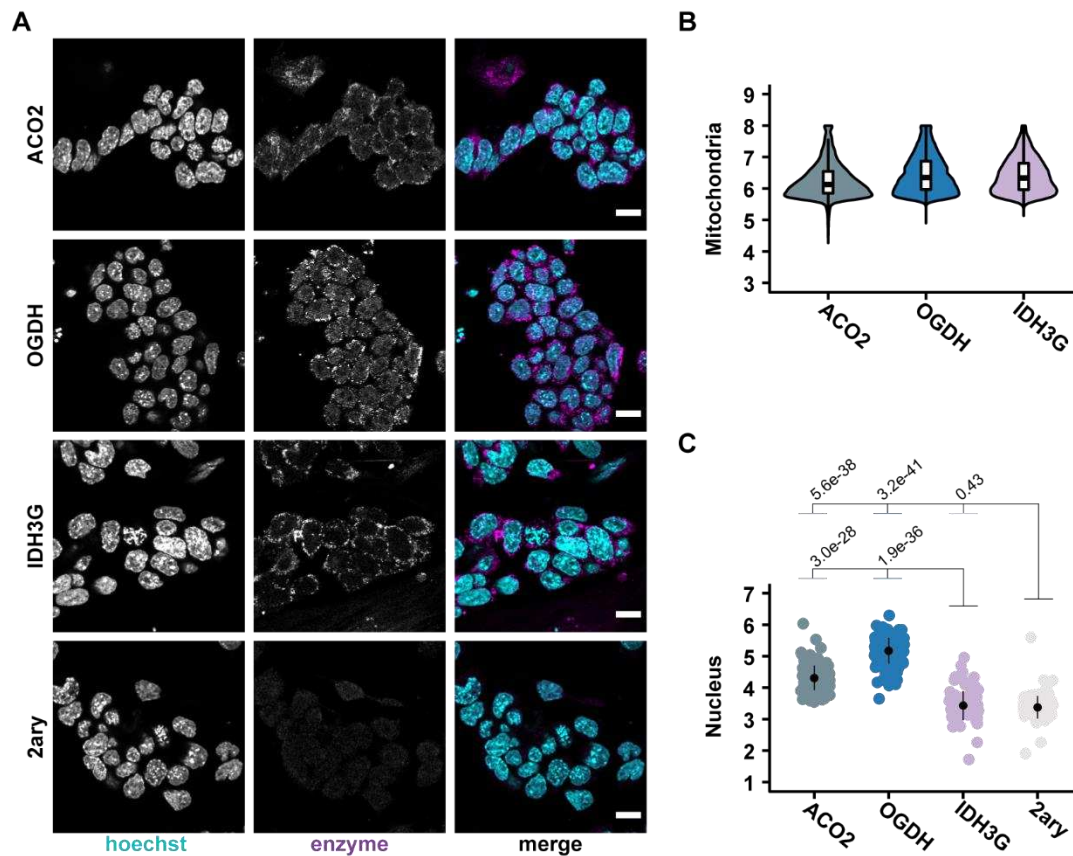 A
ACO2
OGDH
IDH3G
2ary
hoechst
enzyme
merge
B
Mitochondria
9
8
7
6
5
4
3
ACO2
OGDH
IDH3G
C
5.6e-38
3.2e-41
0.43
3.0e-28
1.9e-36
Nucleus
7
6
5
4
3
2
1
ACO2
OGDH
IDH3G
2ary